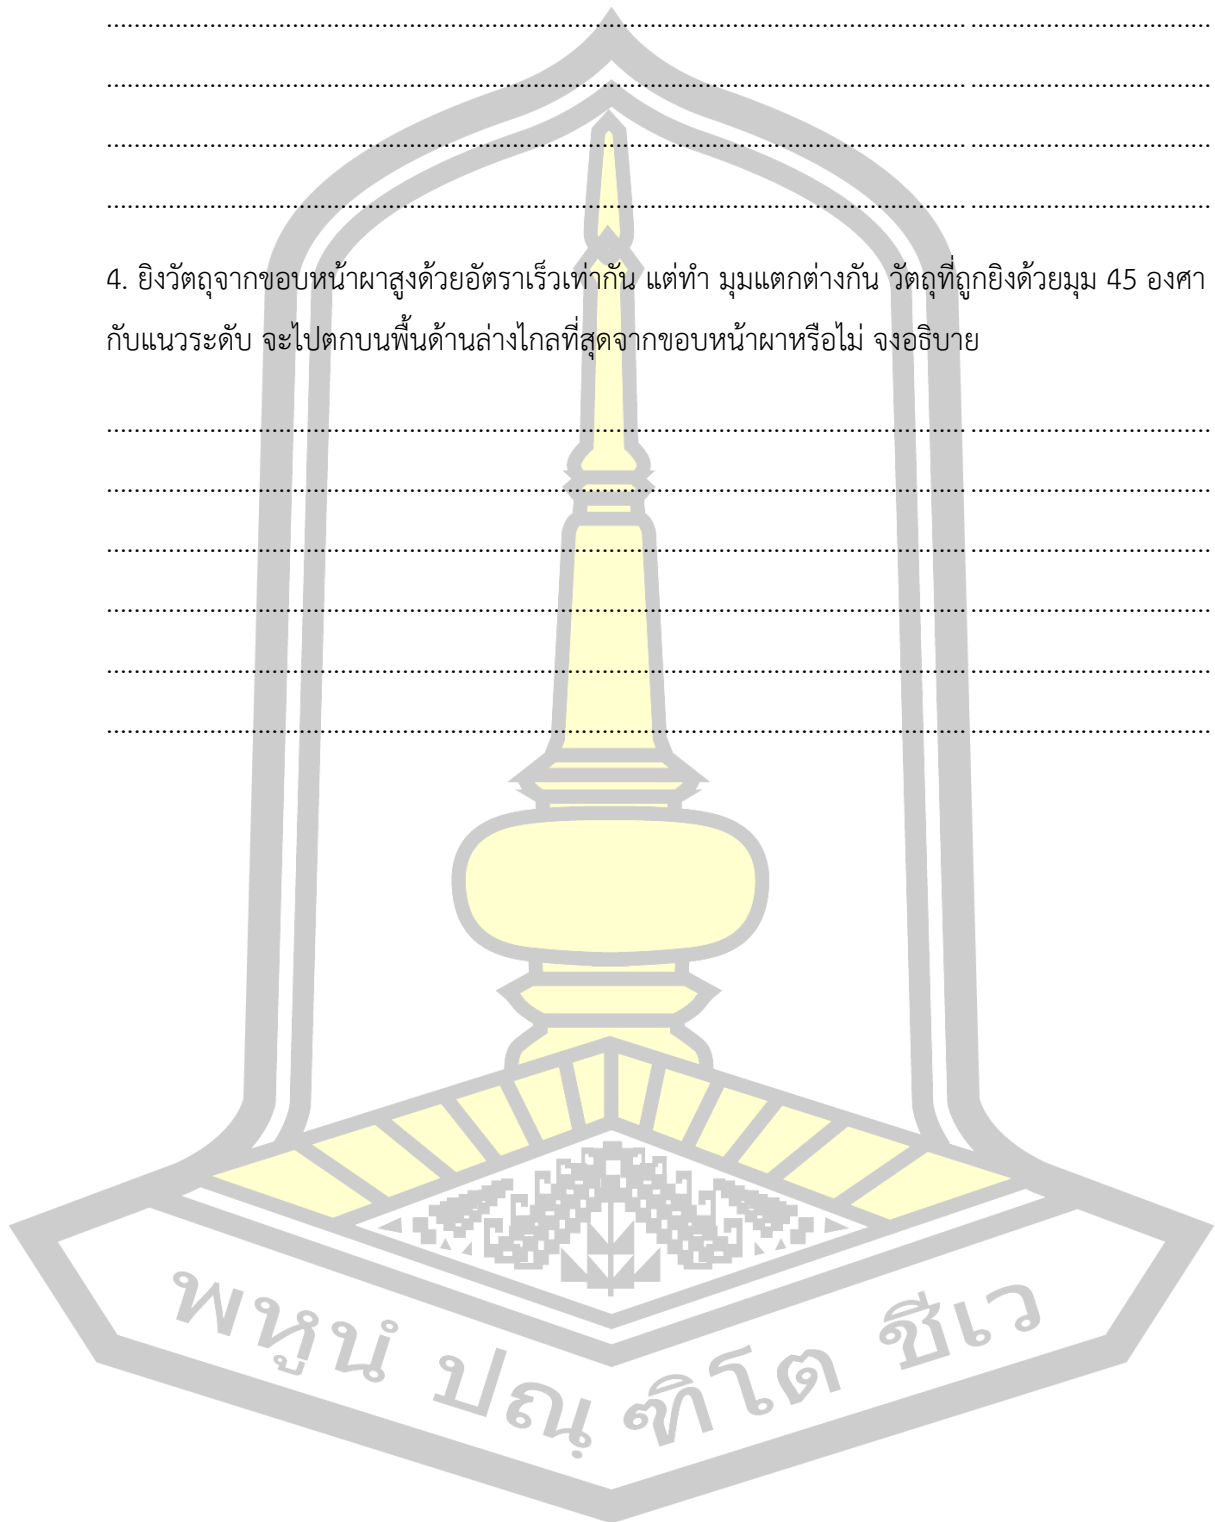 4. ยิงวัตถุจากขอบหน้าผาสูงด้วยอัตราเร็วเท่ากัน แต่ทำ มุมแตกต่างกัน วัตถุที่ถูกยิงด้วยมุม 45 องศา
กับแนวระดับ จะไปตกบนพื้นด้านล่างไกลที่สุดจากขอบหน้าผาหรือไม่ จงอธิบาย
พหูนํ ปณฺฑิโต ชีเว